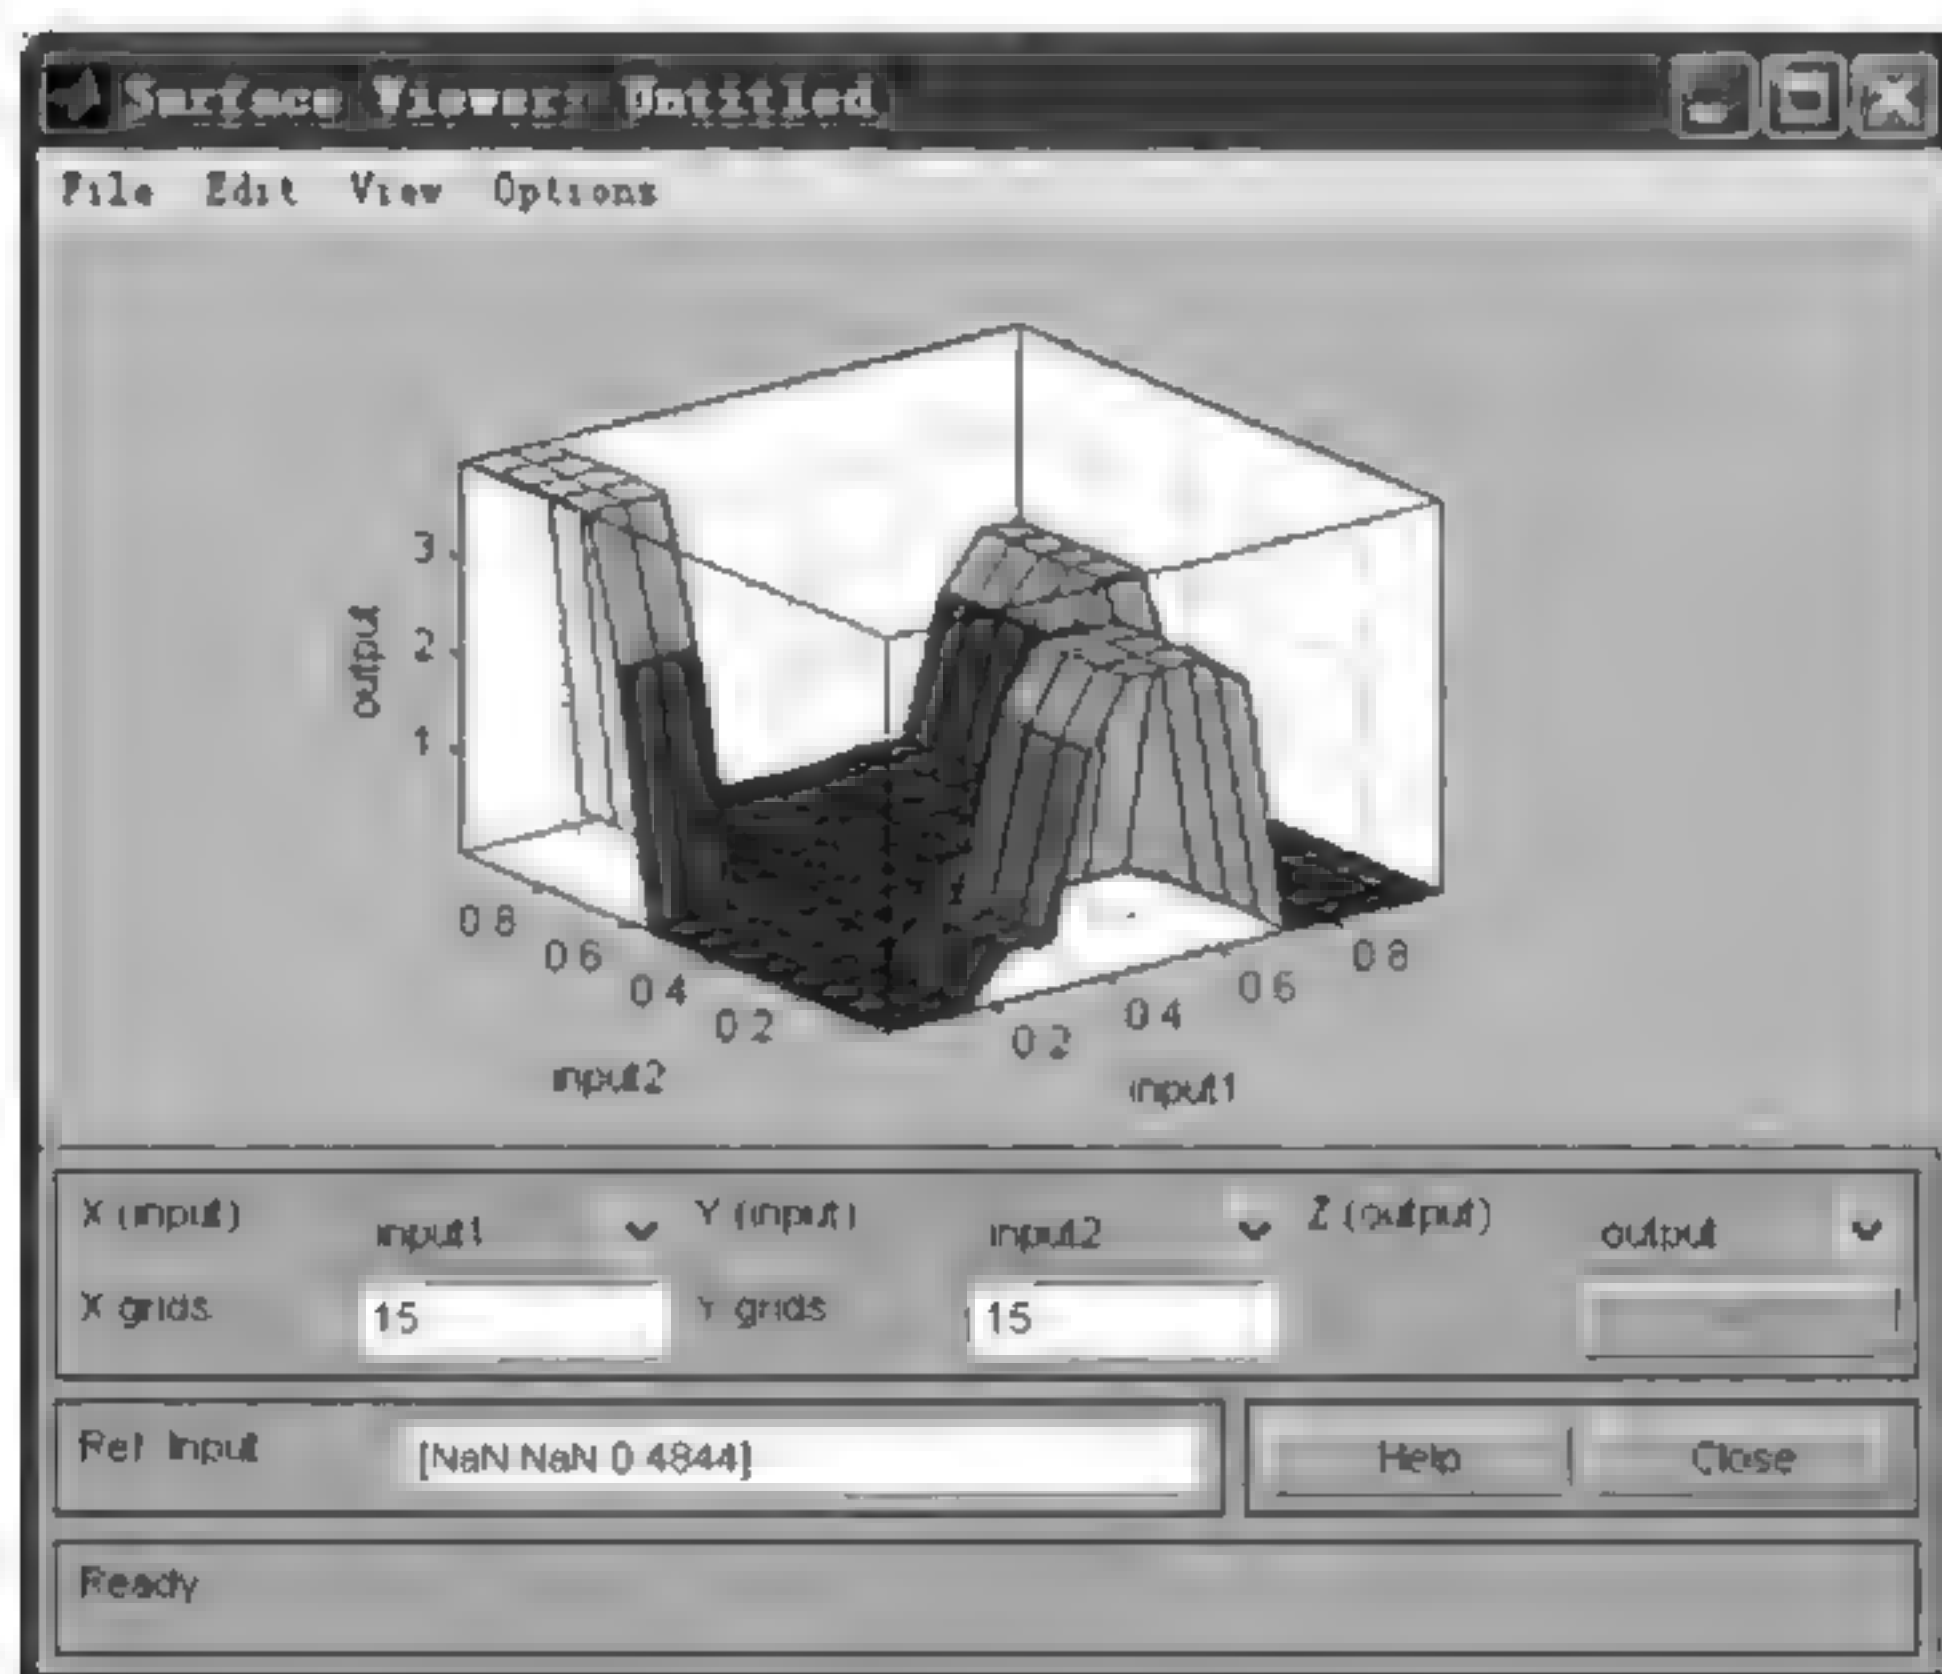 Surface Viewer: Untitled
File Edit View Options
3
2
1
output
0 8
0 6
0 4
0 2
input2
0 2
0 4
0 6
0 8
input1
X (input) input1 Y (input) input2 Z (output) output
X grids 15 Y grids 15
Ref Input [NaN NaN 0 4844] Help Close
Ready